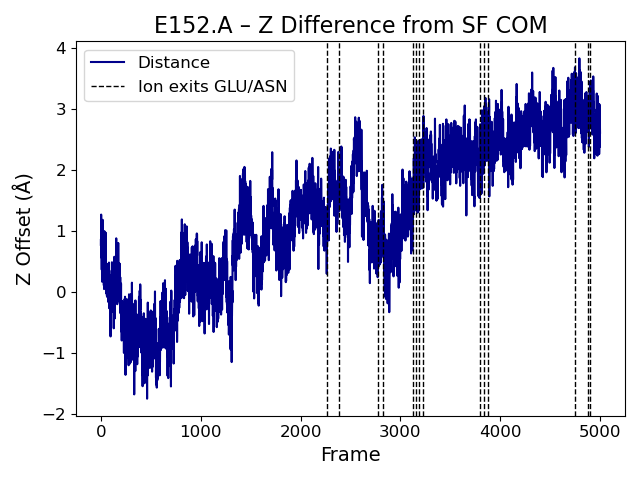 E152.A – Z Difference from SF COM
Distance
Ion exits GLU/ASN
Z Offset (Å)
4
3
2
1
0
−1
−2
0 1000 2000 3000 4000 5000
Frame